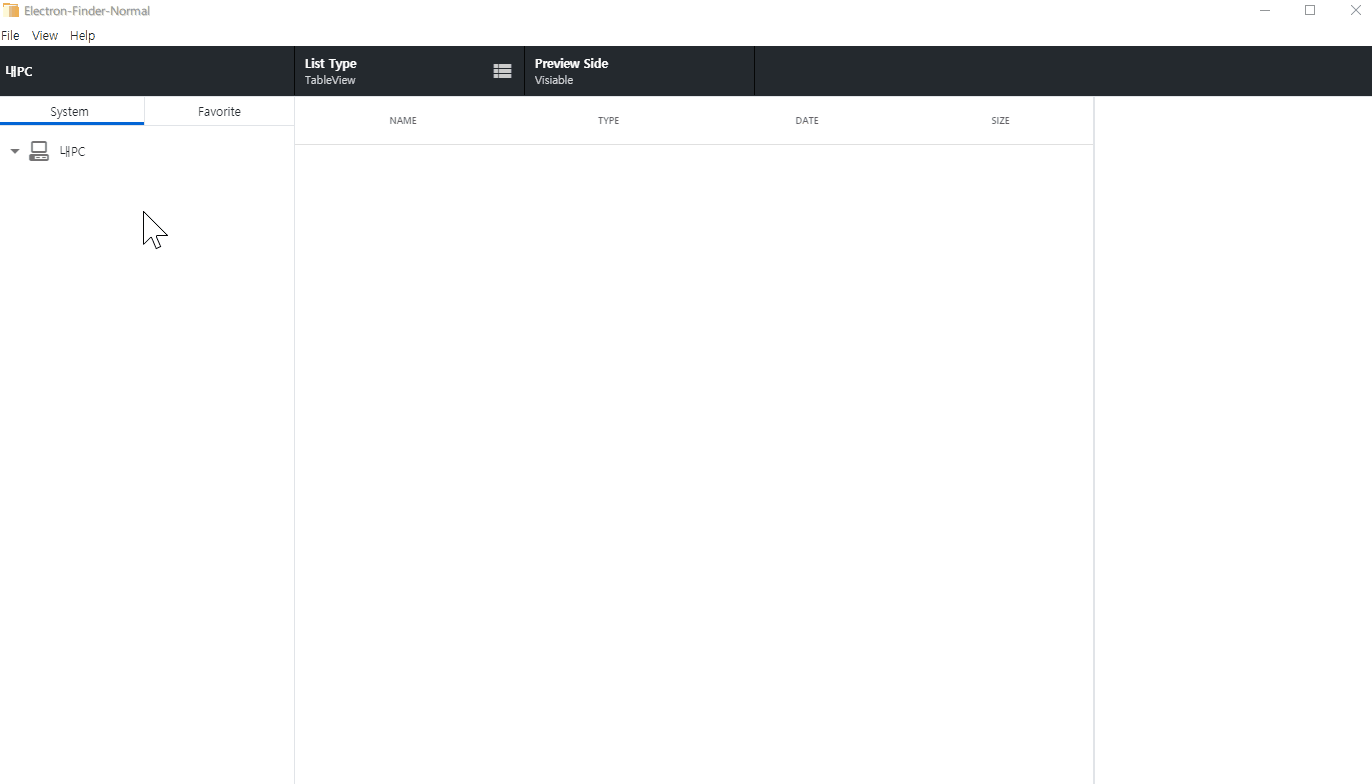 Electron-Finder-Normal
File View Help
내PC
List Type
TableView
Preview Side
Visiable
System
Favorite
NAME TYPE DATE SIZE
내PC